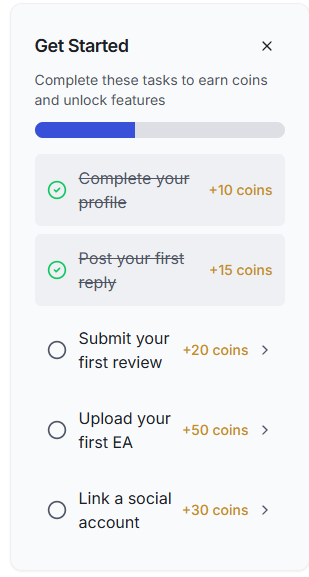 Get Started
Complete these tasks to earn coins
and unlock features
Complete your
profile
+10 coins
Post your first
reply
+15 coins
Submit your
first review
+20 coins
Upload your
first EA
+50 coins
Link a social
account
+30 coins